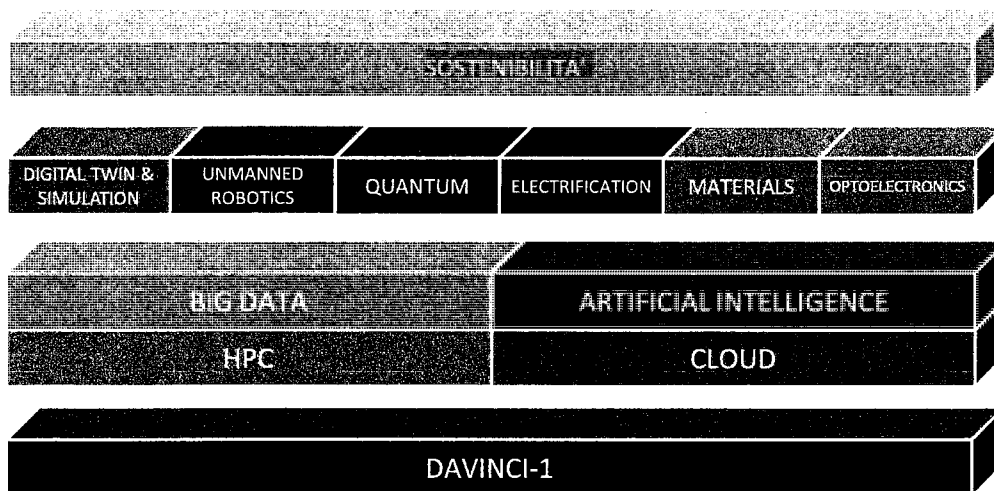 SOSTENIBILITA'
DIGITAL TWIN &
SIMULATION
UNMANNED
ROBOTICS
QUANTUM
ELECTRIFICATION
MATERIALS
OPTOELECTRONICS
BIG DATA
ARTIFICIAL INTELLIGENCE
HPC
CLOUD
DAVINCI-1